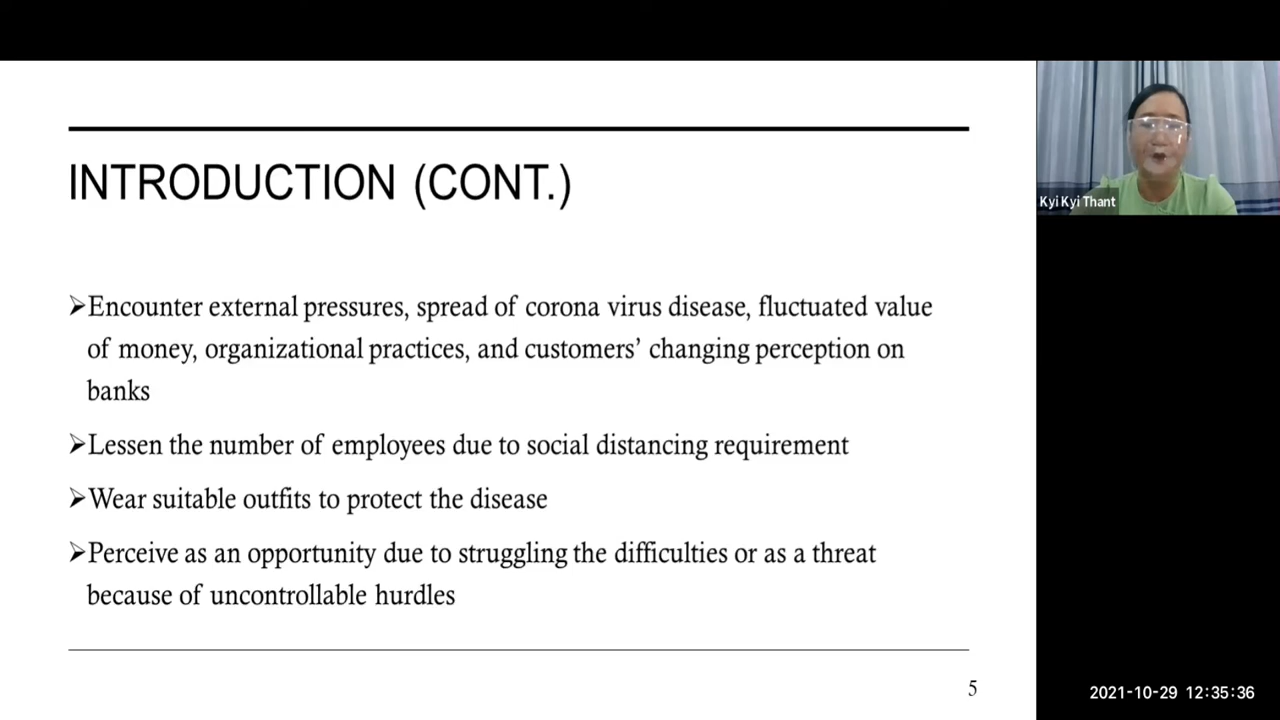 INTRODUCTION (CONT.)
➢Encounter external pressures, spread of corona virus disease, fluctuated value
of money, organizational practices, and customers’ changing perception on
banks
➢Lessen the number of employees due to social distancing requirement
➢Wear suitable outfits to protect the disease
➢Perceive as an opportunity due to struggling the difficulties or as a threat
because of uncontrollable hurdles
5
Kyi Kyi Thant
2021-10-29 12:35:36